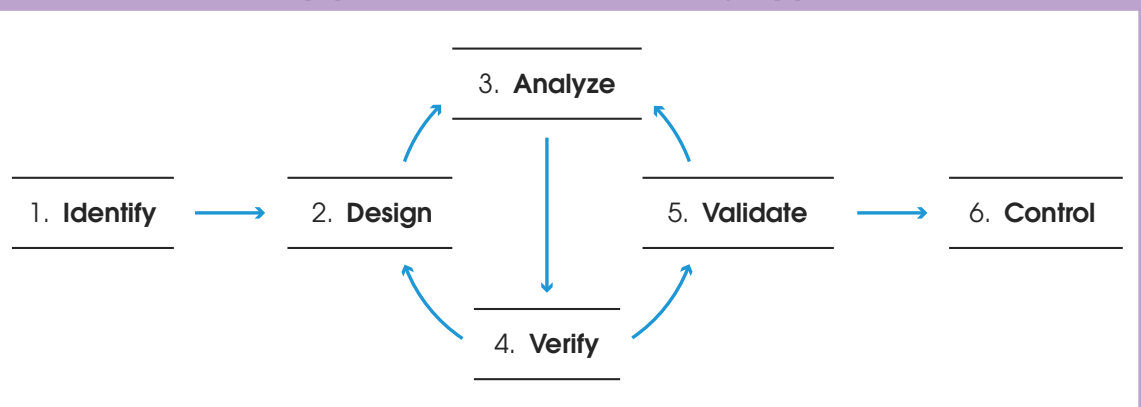 3. Analyze
1. Identify
2. Design
5. Validate
6. Control
4. Verify